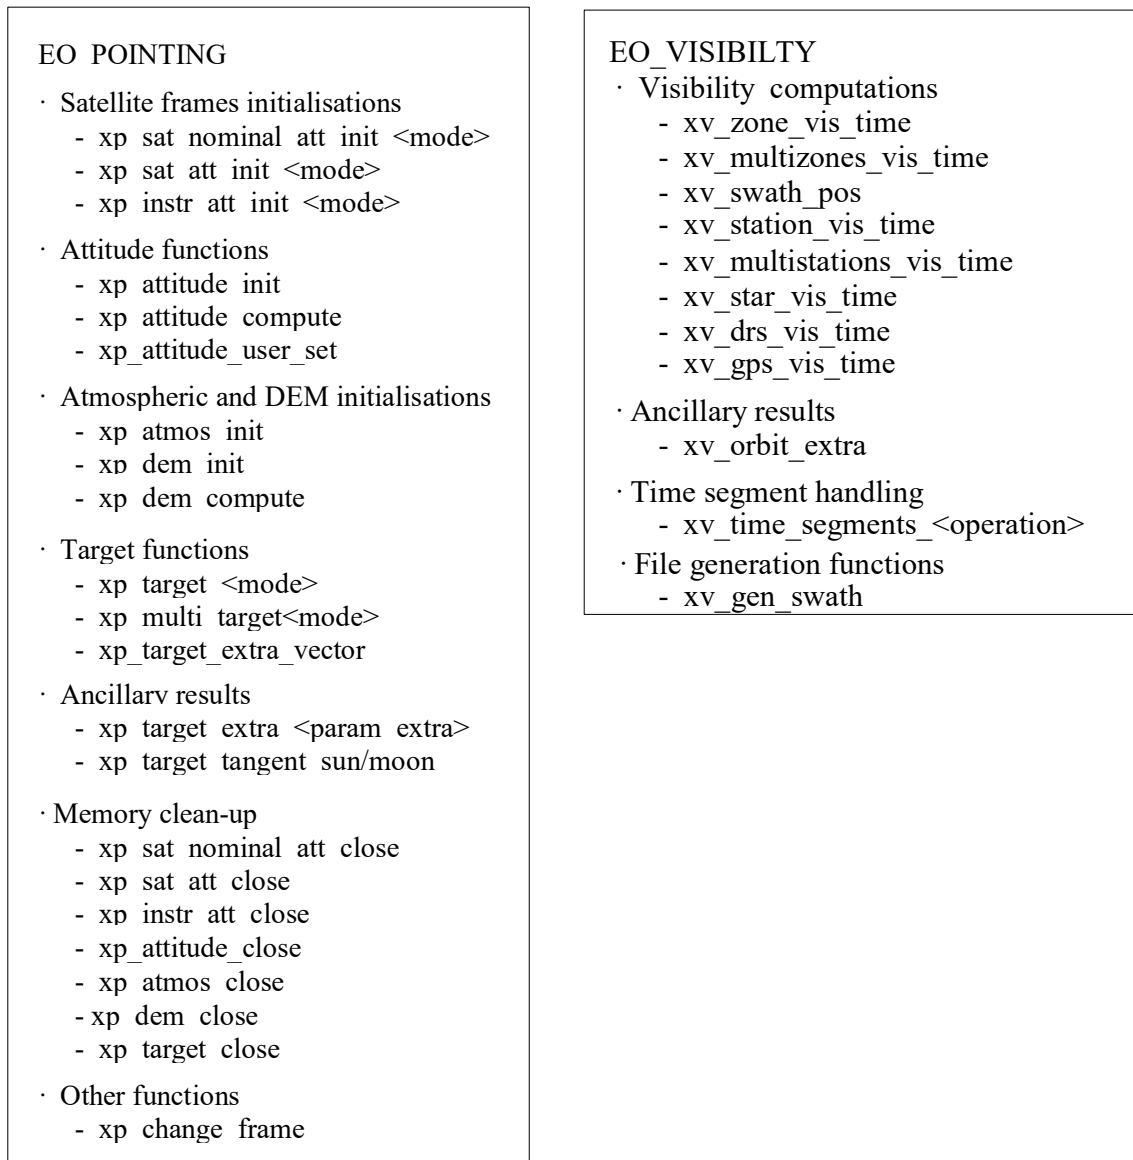 EO POINTING
· Satellite frames initialisations
- xp sat nominal att init <mode>
- xp sat att init <mode>
- xp instr att init <mode>
· Attitude functions
- xp attitude init
- xp attitude compute
- xp_attitude_user_set
· Atmospheric and DEM initialisations
- xp atmos init
- xp dem init
- xp dem compute
· Target functions
- xp target <mode>
- xp multi target<mode>
- xp_target_extra_vector
· Ancillary results
- xp target extra <param extra>
- xp target tangent sun/moon
· Memory clean-up
- xp sat nominal att close
- xp sat att close
- xp instr att close
- xp_attitude_close
- xp atmos close
- xp dem close
- xp target close
· Other functions
- xp change frame
EO_VISIBILTY
· Visibility computations
- xv_zone_vis_time
- xv_multizones_vis_time
- xv_swath_pos
- xv_station_vis_time
- xv_multistations_vis_time
- xv_star_vis_time
- xv_drs_vis_time
- xv_gps_vis_time
· Ancillary results
- xv_orbit_extra
· Time segment handling
- xv_time_segments_<operation>
· File generation functions
- xv_gen_swath